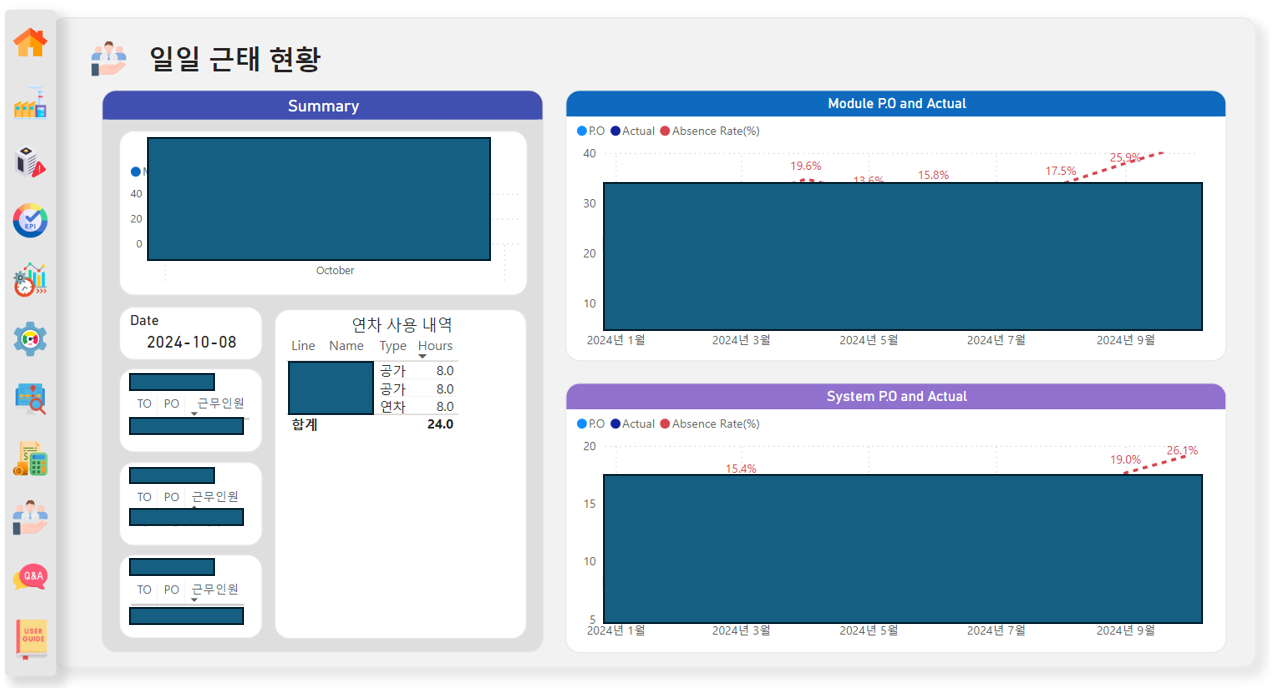 일일 근태 현황
Summary
40
20
0
October
Date
2024-10-08
TO PO 근무인원
TO PO 근무인원
TO PO 근무인원
연차 사용 내역
Line Name Type Hours
공가 8.0
공가 8.0
연차 8.0
합계 24.0
Module P.O and Actual
P.O Actual Absence Rate(%)
40
30
20
10
19.6%
13.6%
15.8%
17.5%
25.9%
2024년 1월 2024년 3월 2024년 5월 2024년 7월 2024년 9월
System P.O and Actual
P.O Actual Absence Rate(%)
20
15
10
5
15.4%
19.0%
26.1%
2024년 1월 2024년 3월 2024년 5월 2024년 7월 2024년 9월
KPI
Q&A
USER
GUIDE